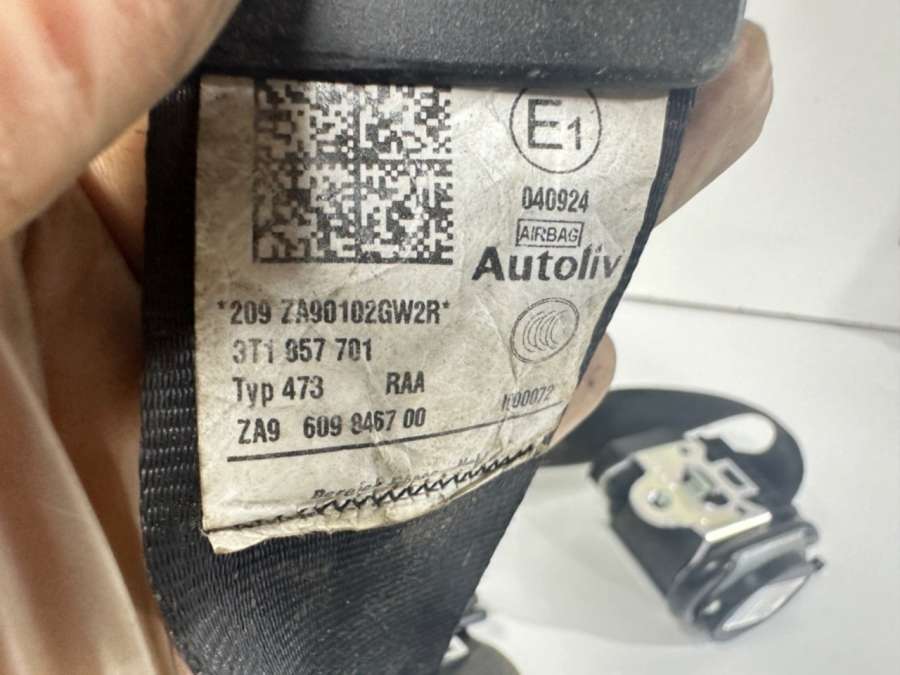 E1
040924
AIRBAG
Autoliv
*209 ZA90102GW2R*
3T1 857 701
Typ 473 RAA
ZA9 609 8467 00